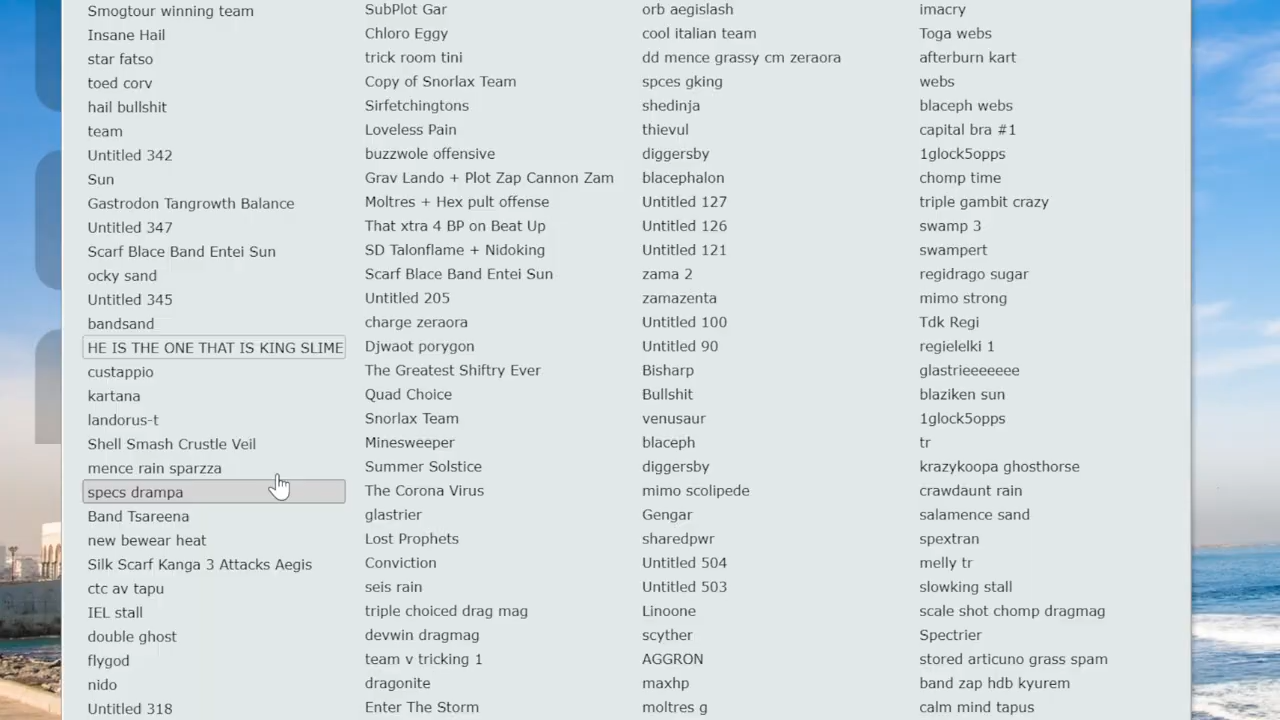 Smogtour winning team
Insane Hail
star fatso
toed corv
hail bullshit
team
Untitled 342
Sun
Gastrodon Tangrowth Balance
Untitled 347
Scarf Blace Band Entei Sun
ocky sand
Untitled 345
bandsand
HE IS THE ONE THAT IS KING SLIME
custappio
kartana
landorus-t
Shell Smash Crustle Veil
mence rain sparzza
specs drampa
Band Tsareena
new bewear heat
Silk Scarf Kanga 3 Attacks Aegis
ctc av tapu
IEL stall
double ghost
flygod
nido
Untitled 318
SubPlot Gar
Chloro Eggy
trick room tini
Copy of Snorlax Team
Sirfetchingtons
Loveless Pain
buzzwole offensive
Grav Lando + Plot Zap Cannon Zam
Moltres + Hex pult offense
That xtra 4 BP on Beat Up
SD Talonflame + Nidoking
Scarf Blace Band Entei Sun
Untitled 205
charge zeraora
Djwaot porygon
The Greatest Shiftry Ever
Quad Choice
Snorlax Team
Minesweeper
Summer Solstice
The Corona Virus
glastrier
Lost Prophets
Conviction
seis rain
triple choiced drag mag
devwin dragmag
team v tricking 1
dragonite
Enter The Storm
orb aegislash
cool italian team
dd mence grassy cm zeraora
spces gking
shedinja
thievul
diggersby
blacephalon
Untitled 127
Untitled 126
Untitled 121
zama 2
zamazenta
Untitled 100
Untitled 90
Bisharp
Bullshit
venusaur
blaceph
diggersby
mimo scolipede
Gengar
sharedpwr
Untitled 504
Untitled 503
Linoone
scyther
AGGRON
maxhp
moltres g
imacry
Toga webs
afterburn kart
webs
blaceph webs
capital bra #1
1glock5opps
chomp time
triple gambit crazy
swamp 3
swampert
regidrago sugar
mimo strong
Tdk Regi
regielelki 1
glastrieeeeeee
blaziken sun
1glock5opps
tr
krazykoopa ghosthorse
crawdaunt rain
salamence sand
spextran
melly tr
slowking stall
scale shot chomp dragmag
Spectrier
stored articuno grass spam
band zap hdb kyurem
calm mind tapus